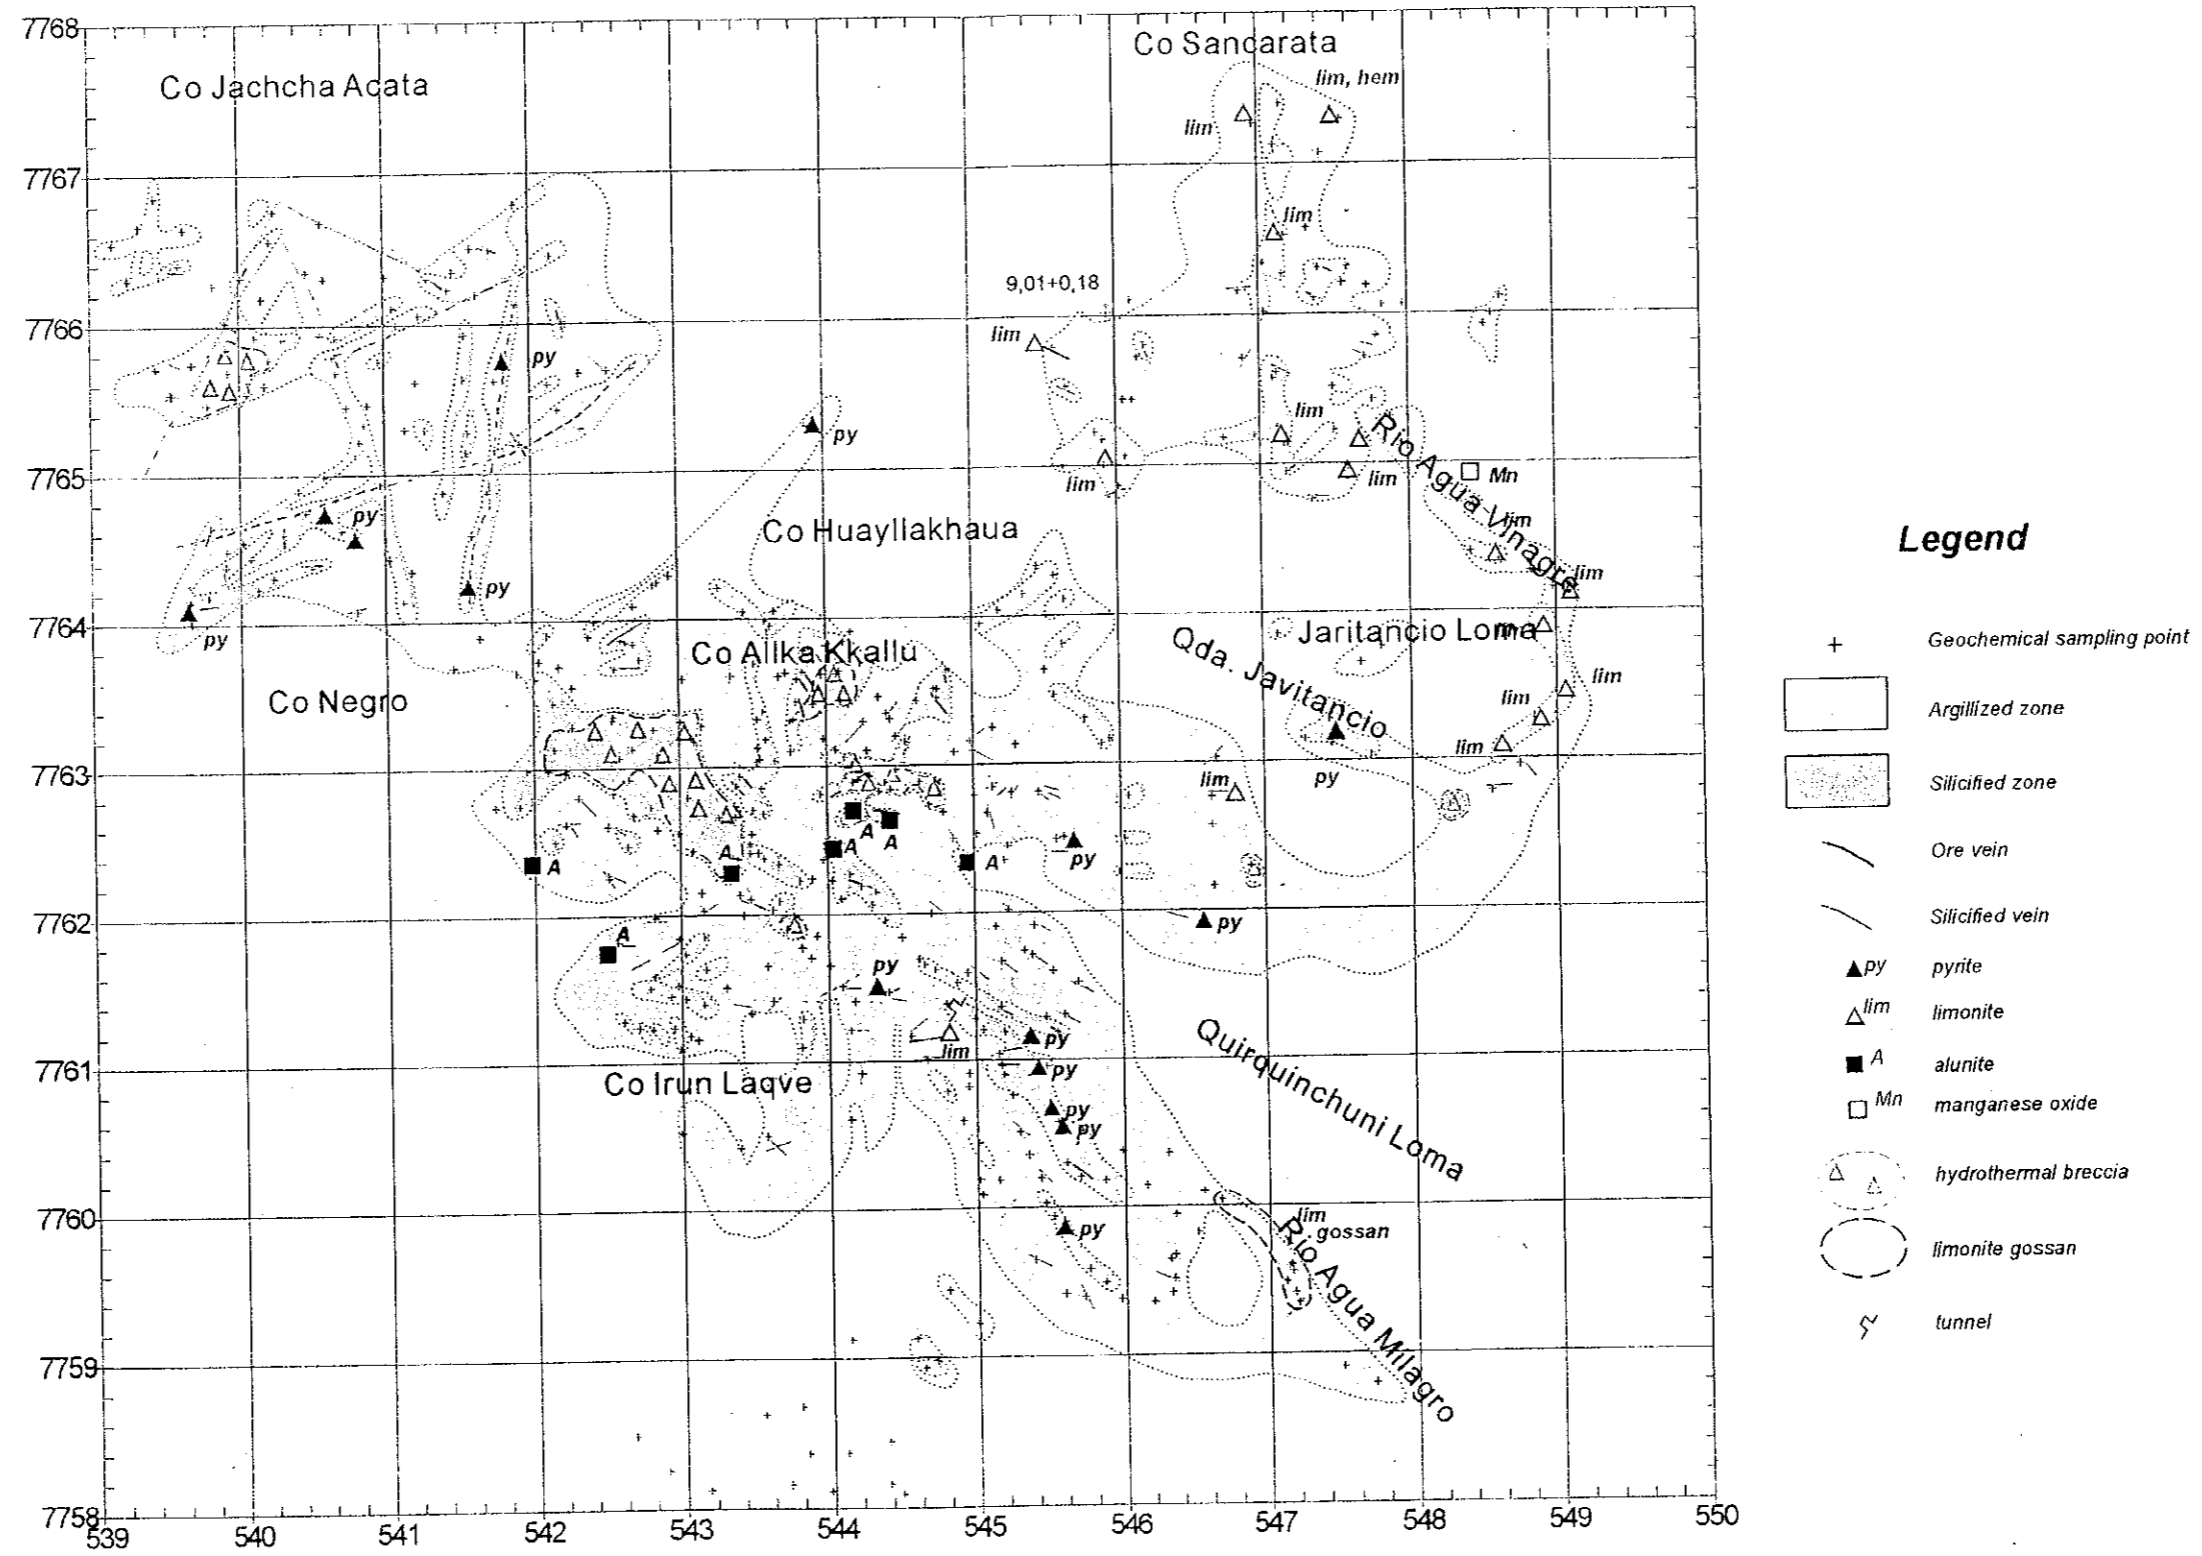 7768
Co Sancarata
lim, hem
Co Jachcha Acata
lim
7767
lim
9,01+0,18
7766
lim
py
lim
py
Rio Agua Vinagre
7765
lim
lim
Mn
py
lim
Co Huayllakhaua
lim
py
7764
py
Jaritancio Loma
Co Allka Kkallu
Qda. Javitancio
lim
Co Negro
lim
lim
7763
lim
py
A
A
A
A
A
A
py
7762
py
A
py
Quirquinchuni Loma
py
lim
7761
py
Co Irun Laqve
py
py
7760
lim
gossan
py
Rio Agua Milagro
7759
7758
539
540
541
542
543
544
545
546
547
548
549
550
Legend
Geochemical sampling point
Argillized zone
Silicified zone
Ore vein
Silicified vein
py
pyrite
lim
limonite
A
alunite
Mn
manganese oxide
hydrothermal breccia
limonite gossan
tunnel